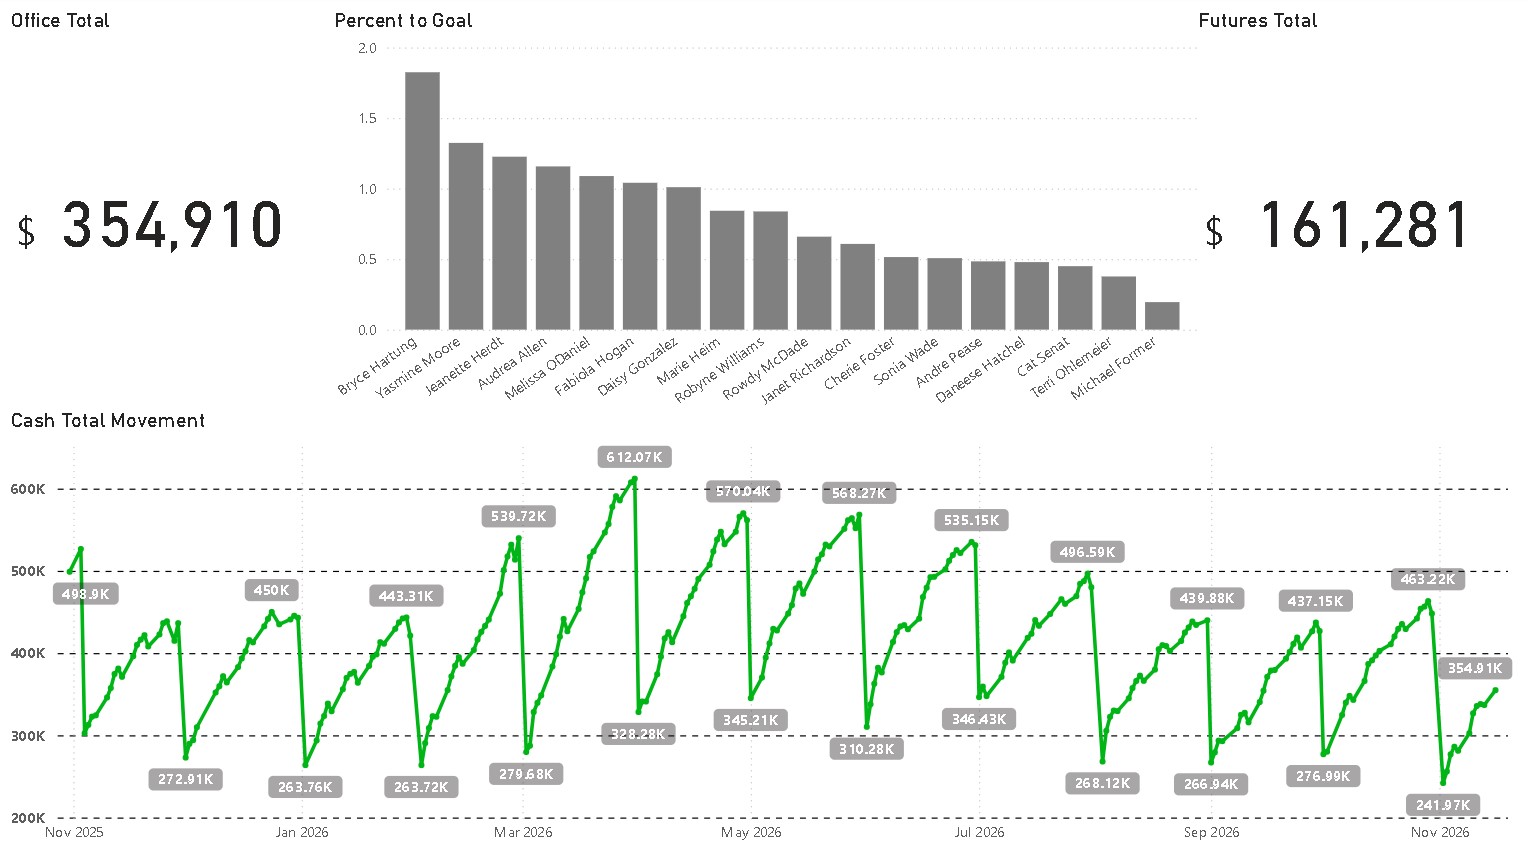 Office Total
Percent to Goal
Futures Total
2.0
1.5
1.0
0.5
0.0
$ 354,910
$ 161,281
Bryce Hartung
Yasmine Moore
Jeanette Herdt
Audrea Allen
Melissa ODaniel
Fabiola Hogan
Daisy Gonzalez
Marie Heim
Robyne Williams
Rowdy McDade
Janet Richardson
Cherie Foster
Sonia Wade
Andre Pease
Daneese Hatchel
Cat Senat
Terri Ohlemeier
Michael Former
Cash Total Movement
600K
500K
400K
300K
200K
498.9K
272.91K
450K
263.76K
443.31K
263.72K
539.72K
279.68K
612.07K
328.28K
570.04K
345.21K
568.27K
310.28K
535.15K
346.43K
496.59K
268.12K
439.88K
266.94K
437.15K
276.99K
463.22K
241.97K
354.91K
Nov 2025
Jan 2026
Mar 2026
May 2026
Jul 2026
Sep 2026
Nov 2026